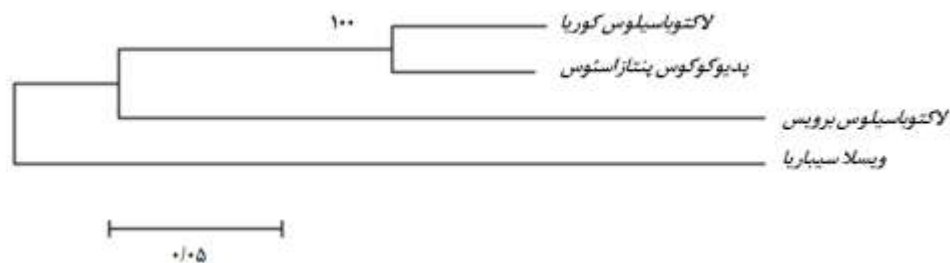 ۱۰۰
لاکتوباسیلوس کوریا
پدیوکوکوس پنتازاسئوس
لاکتوباسیلوس برویس
ویسلا سیباریا
۰/۰۵